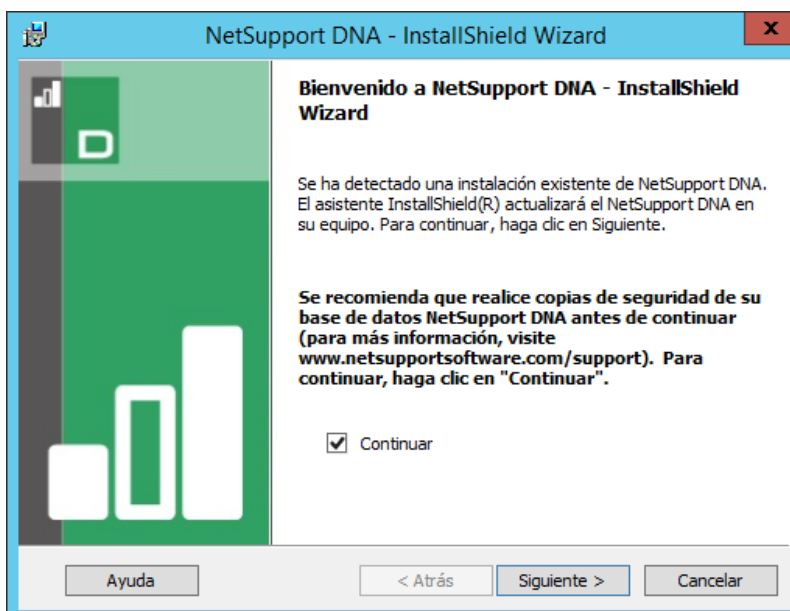 NetSupport DNA - InstallShield Wizard
x
D
Bienvenido a NetSupport DNA - InstallShield
Wizard
Se ha detectado una instalación existente de NetSupport DNA.
El asistente InstallShield(R) actualizará el NetSupport DNA en
su equipo. Para continuar, haga clic en Siguiente.
Se recomienda que realice copias de seguridad de su
base de datos NetSupport DNA antes de continuar
(para más información, visite
www.netsupportsoftware.com/support). Para
continuar, haga clic en "Continuar".
Continuar
Ayuda
< Atrás
Siguiente >
Cancelar